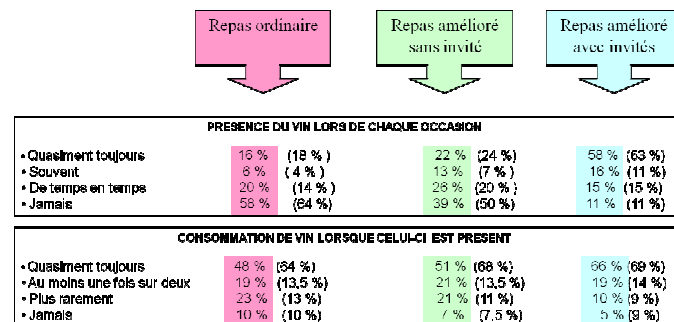 Repas ordinaire
Repas amélioré sans invité
Repas amélioré avec invités
PRESENCE DU VIN LORS DE CHAQUE OCCASION
• Quasiment toujours 16 % (18 % ) 22 % (24 %) 58 % (63 %)
• Souvent 6 % ( 4 % ) 13 % (7 % ) 16 % (11 %)
• De temps en temps 20 % (14 % ) 26 % (20 % ) 15 % (15 %)
• Jamais 58 % (64 %) 39 % (50 %) 11 % (11 %)
CONSOMMATION DE VIN LORSQUE CELUI-CI EST PRESENT
• Quasiment toujours 48 % (64 %) 51 % (68 %) 66 % (69 %)
• Au moins une fois sur deux 19 % (13,5 %) 21 % (13,5 %) 19 % (14 %)
• Plus rarement 23 % (13 %) 21 % (11 %) 10 % (9 %)
• Jamais 10 % (10 %) 7 % (7,5 %) 5 % (9 %)